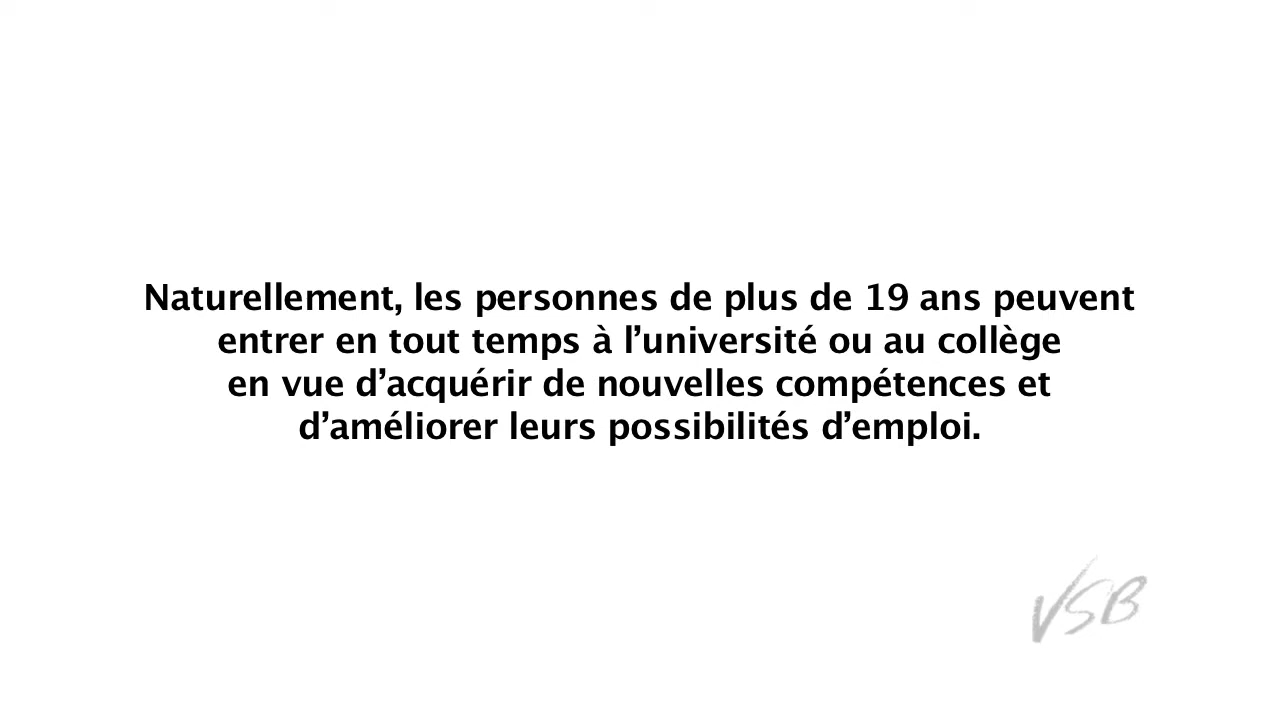 Naturellement, les personnes de plus de 19 ans peuvent
entrer en tout temps à l’université ou au collège
en vue d’acquérir de nouvelles compétences et
d’améliorer leurs possibilités d’emploi.
VSB